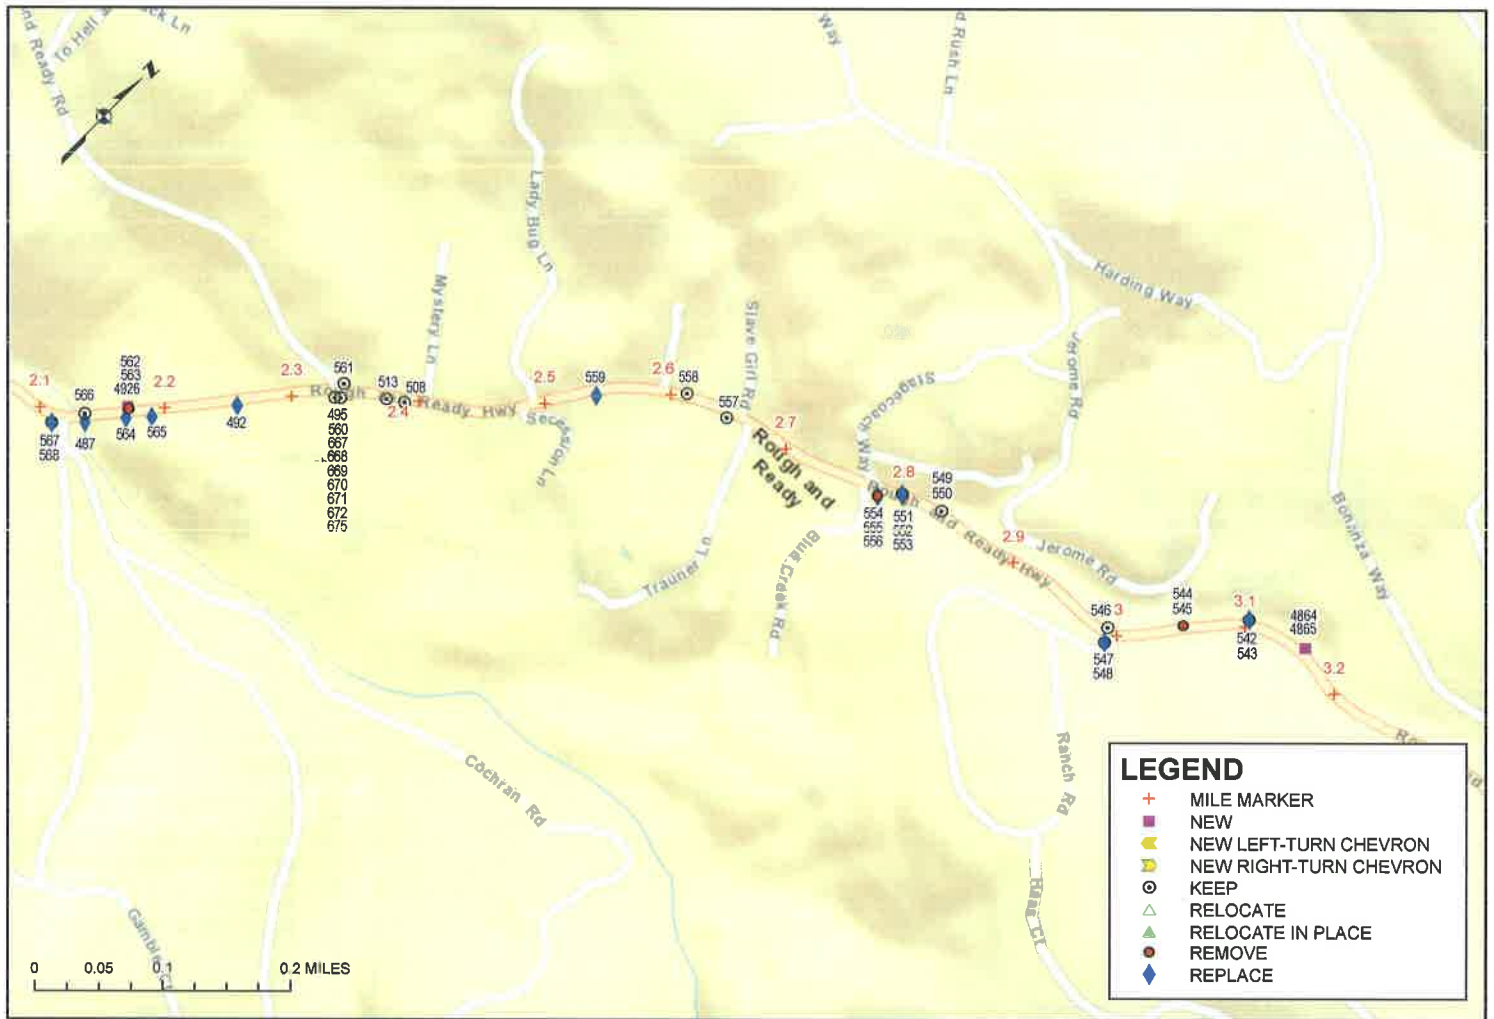 nd Ready Rd
To Hell
ck Ln
Way
d Rush Ln
N
Lady Bug Ln
Mystery Ln
Slave Girl Rd
Harding Way
Jerome Rd
Stagecoach Way
Bonanza Way
2.1
566
567
568
487
562
563
4926
2.2
564
565
492
2.3
561
Rough
495
560
667
668
669
670
671
672
675
513
508
2.4
Ready Hwy
2.5
Secession Ln
559
2.6
558
557
2.7
Rough and
Ready
Trauner Ln
Blue Creek Rd
554
555
556
2.8
551
552
553
549
550
Rough and Ready Hwy
2.9
Jerome Rd
546
3
547
548
544
545
3.1
542
543
4864
4865
3.2
Ro
Rd
Ranch Rd
Cochran Rd
Gamble Ct
0 0.05 0.1 0.2 MILES
LEGEND
MILE MARKER
NEW
NEW LEFT-TURN CHEVRON
NEW RIGHT-TURN CHEVRON
KEEP
RELOCATE
RELOCATE IN PLACE
REMOVE
REPLACE